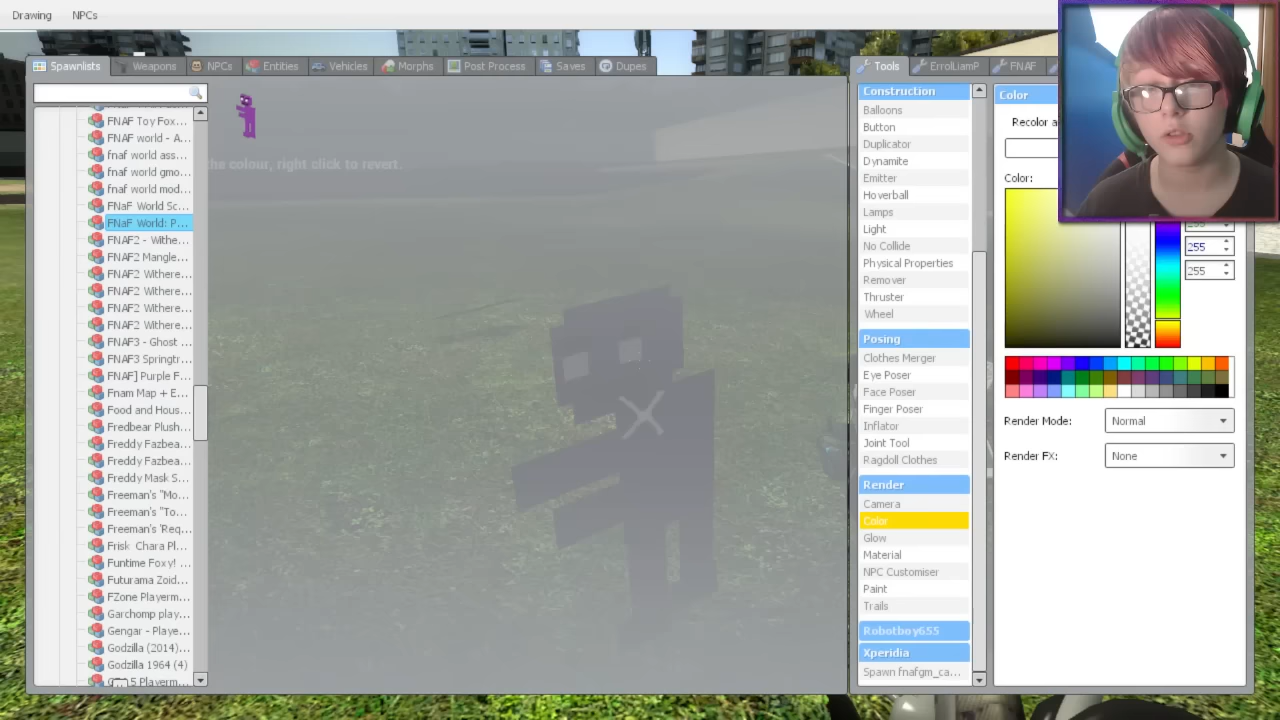 Drawing NPCs
Spawnlists Weapons NPCs Entities Vehicles Morphs Post Process Saves Dupes
Tools ErrolLiamP FNAF
the colour, right click to revert.
FNAF Toy Fox...
FNAF world - A...
fnaf world ass...
fnaf world gmo...
fnaf world mod...
FNaF World Sc...
FNaF World: P...
FNAF2 - Withe...
FNAF2 Mangle...
FNAF2 Withere...
FNAF2 Withere...
FNAF2 Withere...
FNAF2 Withere...
FNAF3 - Ghost ...
FNAF3 Springtr...
FNAF] Purple F...
Fnam Map + E...
Food and Hous...
Fredbear Plush...
Freddy Fazbea...
Freddy Fazbea...
Freddy Mask S...
Freeman's "Mo...
Freeman's "To...
Freeman's 'Req...
Frisk Chara Pl...
Funtime Foxy! ...
Futurama Zoid...
FZone Playerm...
Garchomp play...
Gengar - Playe...
Godzilla (2014)...
Godzilla 1964 (4)
Construction
Balloons
Button
Duplicator
Dynamite
Emitter
Hoverball
Lamps
Light
No Collide
Physical Properties
Remover
Thruster
Wheel
Posing
Clothes Merger
Eye Poser
Face Poser
Finger Poser
Inflator
Joint Tool
Ragdoll Clothes
Render
Camera
Color
Glow
Material
NPC Customiser
Paint
Trails
Robotboy655
Xperidia
Spawn fnafgm_ca...
Color
Recolor a
Color:
255
255
Render Mode: Normal
Render FX: None